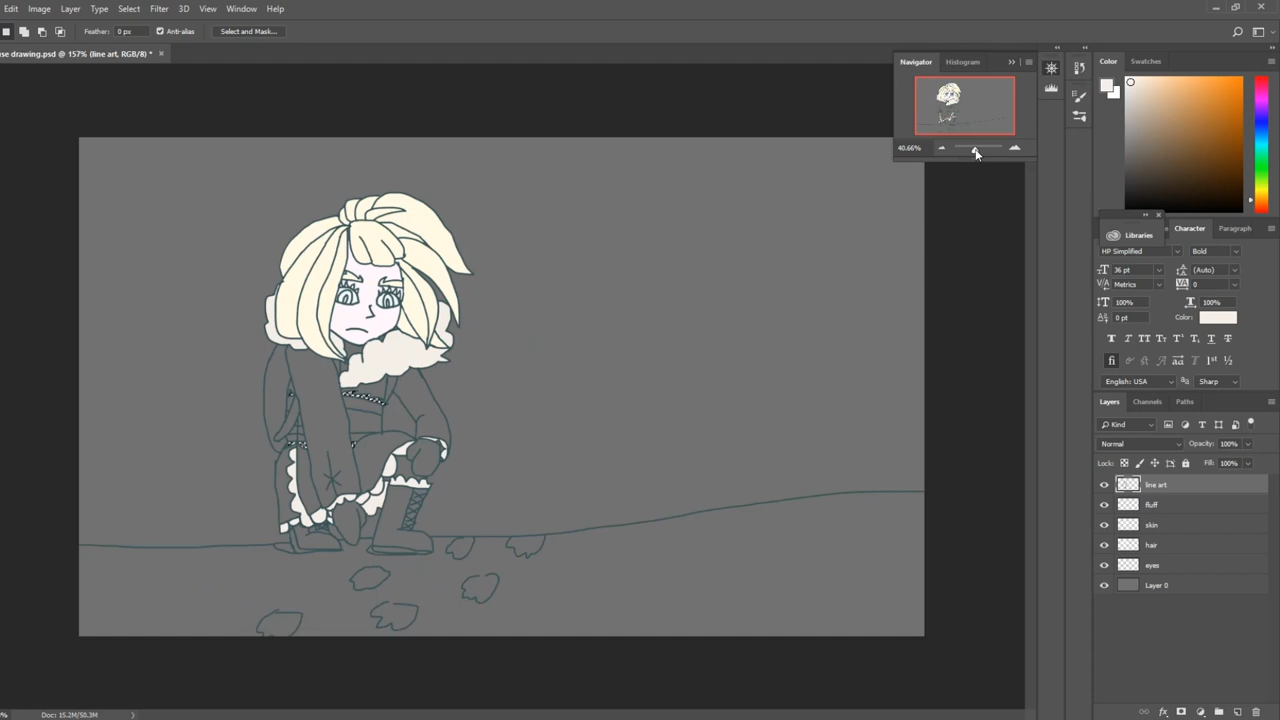 Edit Image Layer Type Select Filter 3D View Window Help
Feather: 0 px Anti-alias Select and Mask...
se drawing.psd @ 157% (line art, RGB/8) *
Navigator Histogram
40.66%
Color Swatches
Libraries
Character Paragraph
HP Simplified Bold
36 pt (Auto)
Metrics 0
100% 100%
0 pt Color:
English: USA Sharp
Layers Channels Paths
Kind
Normal Opacity: 100%
Lock: Fill: 100%
line art
fluff
skin
hair
eyes
Layer 0
Doc: 15.2M/50.3M